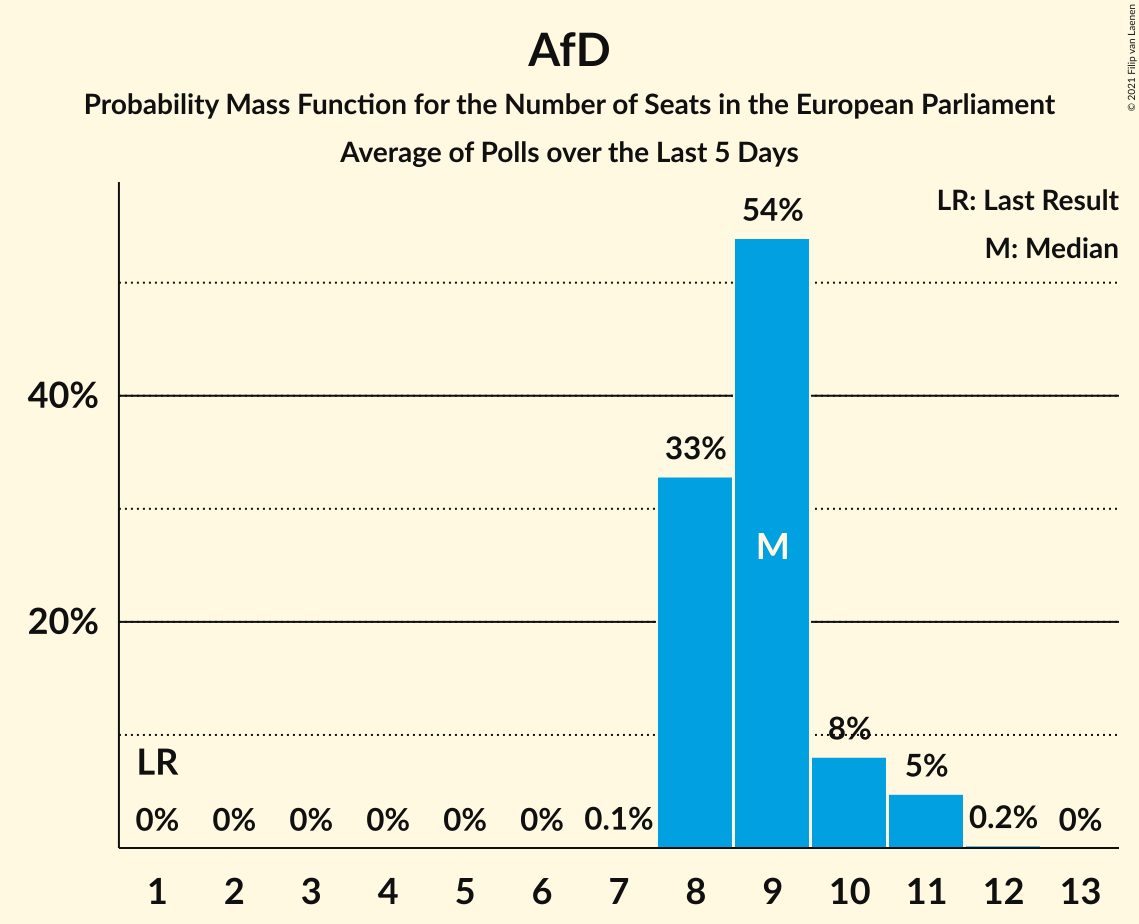 AfD
Probability Mass Function for the Number of Seats in the European Parliament
Average of Polls over the Last 5 Days
© 2021 Filip van Laenen
LR: Last Result
M: Median
54%
40%
33%
M
20%
8%
LR
5%
0% 0% 0% 0% 0% 0% 0.1% 0.2% 0%
1 2 3 4 5 6 7 8 9 10 11 12 13